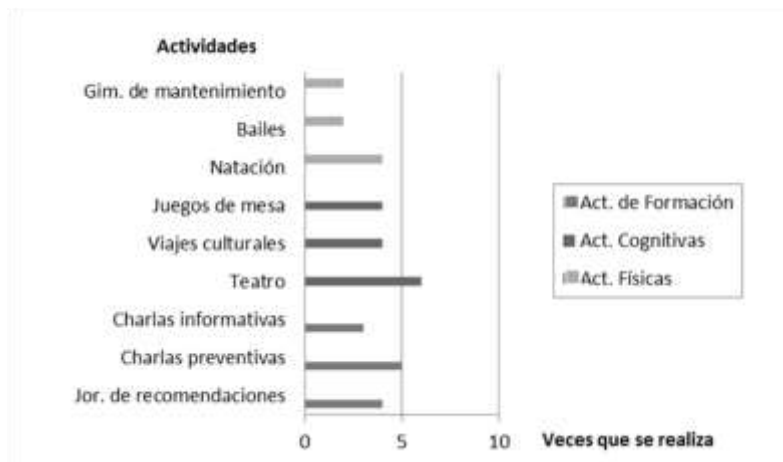 Actividades
Gim. de mantenimiento
Bailes
Natación
Juegos de mesa
Viajes culturales
Teatro
Charlas informativas
Charlas preventivas
Jor. de recomendaciones
0 5 10
Veces que se realiza
Act. de Formación
Act. Cognitivas
Act. Físicas